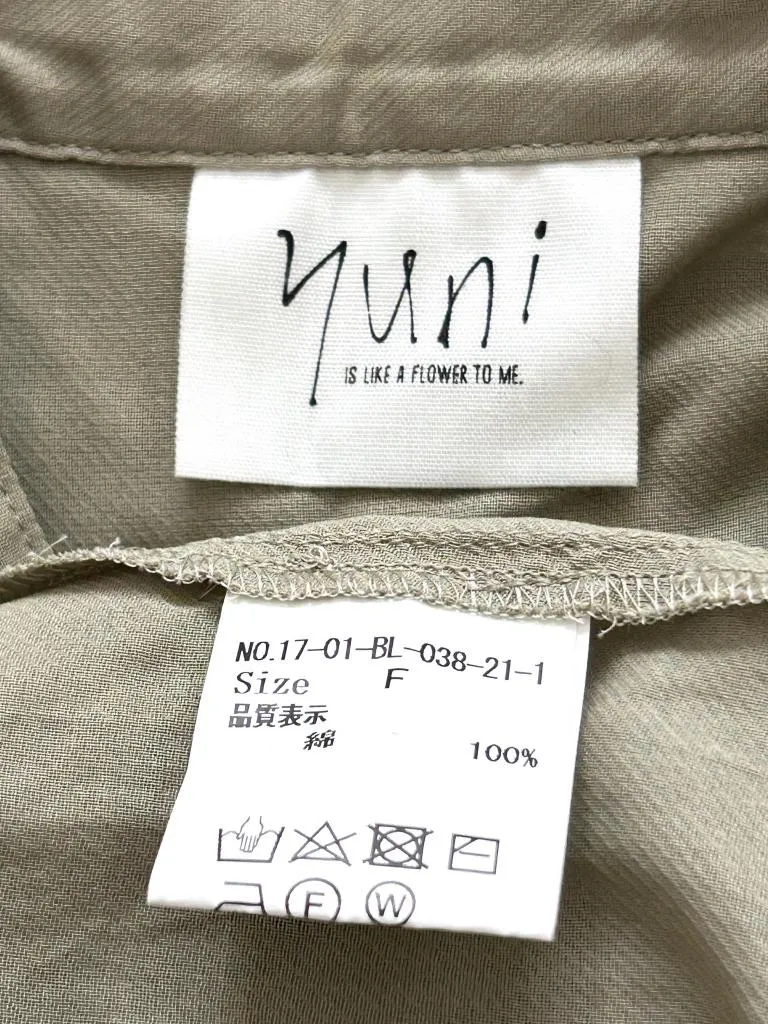 yuni
IS LIKE A FLOWER TO ME.
NO.17-01-BL-038-21-1
Size F
品質表示
綿 100%
F W